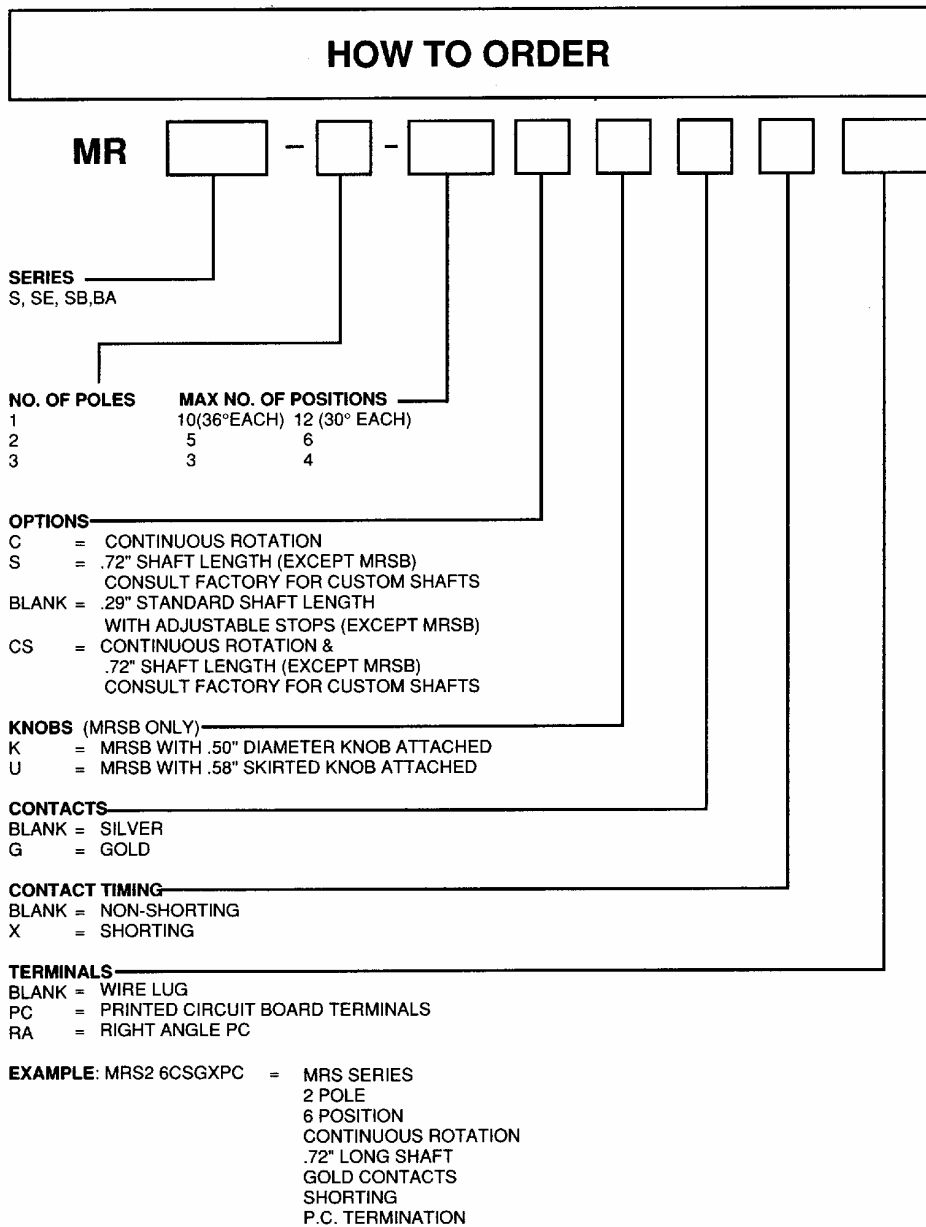 HOW TO ORDER
MR - -
SERIES
S, SE, SB,BA
NO. OF POLES MAX NO. OF POSITIONS
1 10(36°EACH) 12 (30° EACH)
2 5 6
3 3 4
OPTIONS
C = CONTINUOUS ROTATION
S = .72" SHAFT LENGTH (EXCEPT MRSB)
CONSULT FACTORY FOR CUSTOM SHAFTS
BLANK = .29" STANDARD SHAFT LENGTH
WITH ADJUSTABLE STOPS (EXCEPT MRSB)
CS = CONTINUOUS ROTATION &
.72" SHAFT LENGTH (EXCEPT MRSB)
CONSULT FACTORY FOR CUSTOM SHAFTS
KNOBS (MRSB ONLY)
K = MRSB WITH .50" DIAMETER KNOB ATTACHED
U = MRSB WITH .58" SKIRTED KNOB ATTACHED
CONTACTS
BLANK = SILVER
G = GOLD
CONTACT TIMING
BLANK = NON-SHORTING
X = SHORTING
TERMINALS
BLANK = WIRE LUG
PC = PRINTED CIRCUIT BOARD TERMINALS
RA = RIGHT ANGLE PC
EXAMPLE: MRS2 6CSGXPC = MRS SERIES
2 POLE
6 POSITION
CONTINUOUS ROTATION
.72" LONG SHAFT
GOLD CONTACTS
SHORTING
P.C. TERMINATION